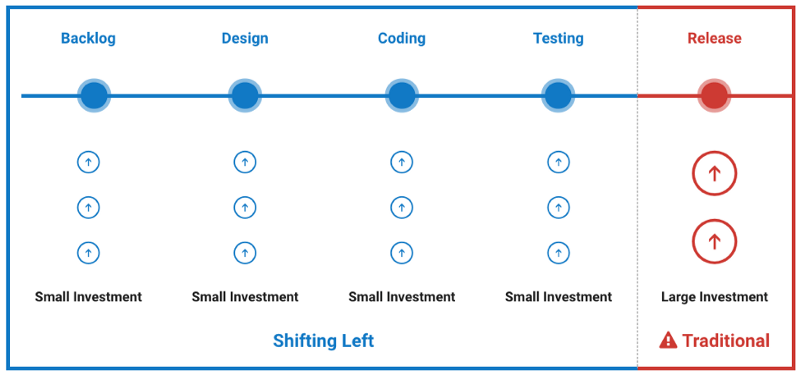 Backlog
Design
Coding
Testing
Release
Small Investment
Small Investment
Small Investment
Small Investment
Large Investment
Shifting Left
Traditional